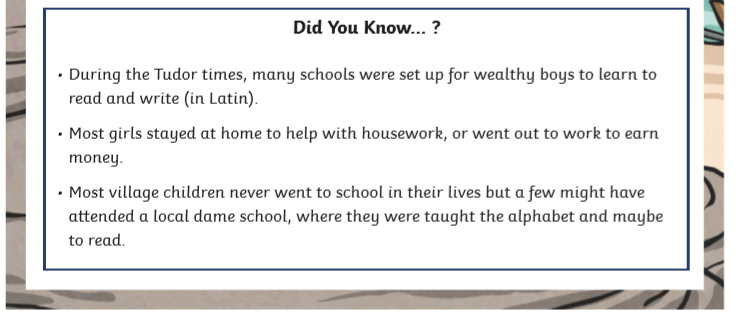 Did You Know... ?
• During the Tudor times, many schools were set up for wealthy boys to learn to
read and write (in Latin).
• Most girls stayed at home to help with housework, or went out to work to earn
money.
• Most village children never went to school in their lives but a few might have
attended a local dame school, where they were taught the alphabet and maybe
to read.